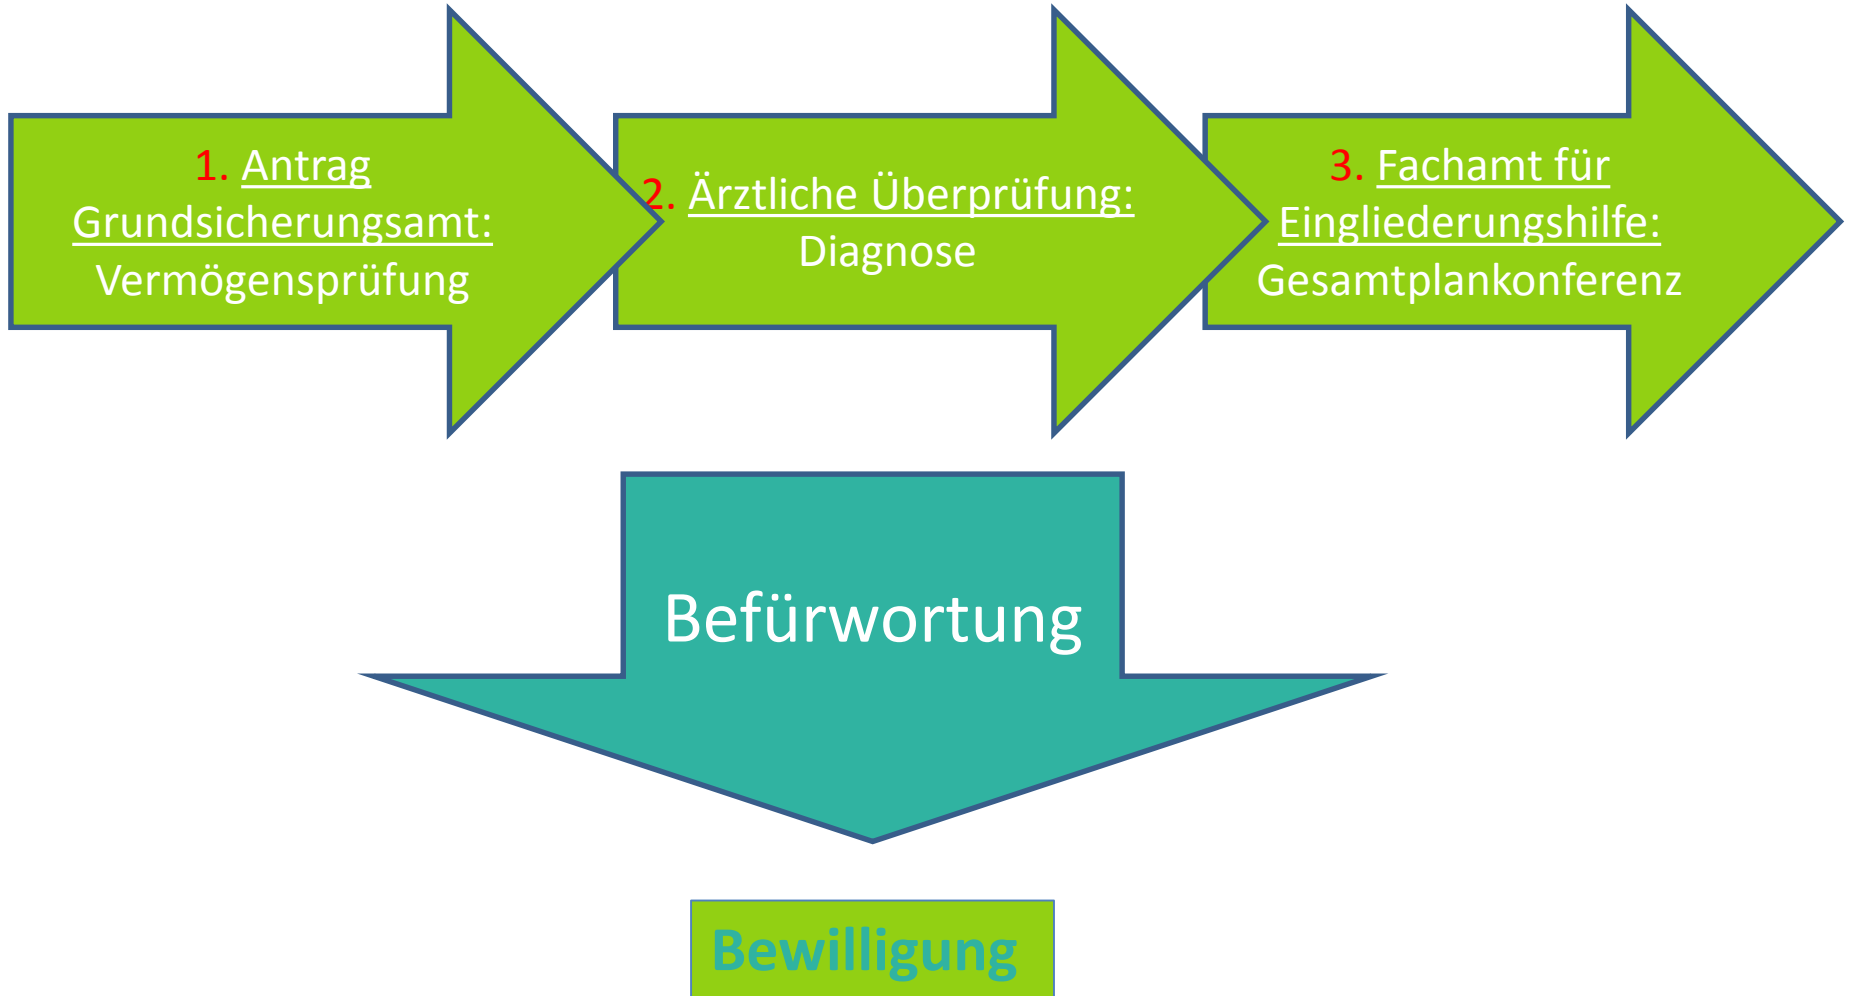 1. Antrag
Grundsicherungsamt:
Vermögensprüfung
2. Ärztliche Überprüfung:
Diagnose
3. Fachamt für
Eingliederungshilfe:
Gesamtplankonferenz
Befürwortung
Bewilligung